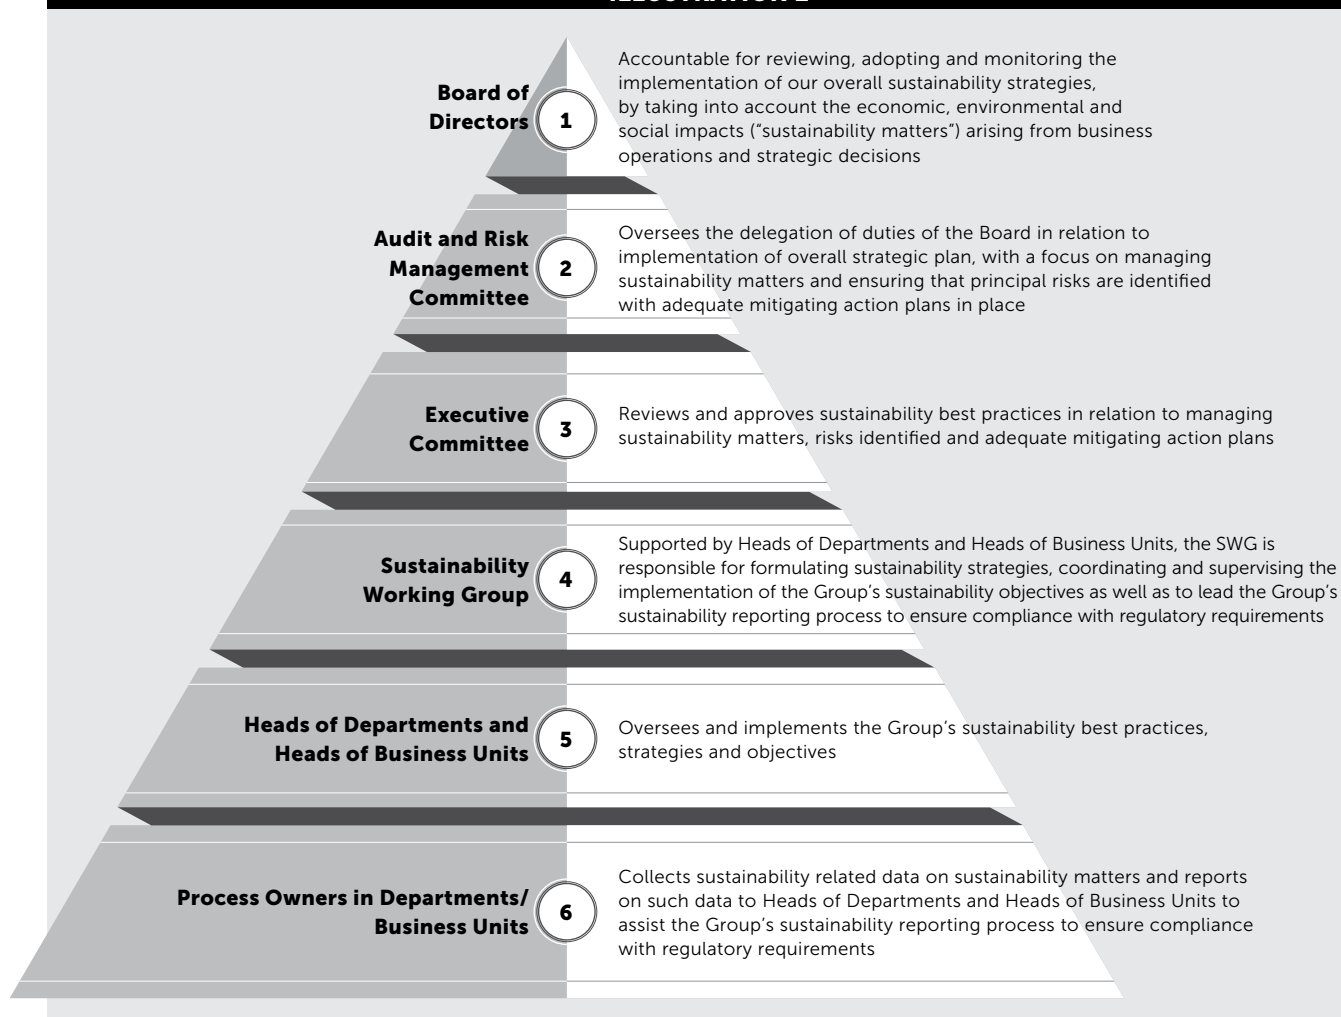 Board of
Directors
1
Accountable for reviewing, adopting and monitoring the
implementation of our overall sustainability strategies,
by taking into account the economic, environmental and
social impacts (“sustainability matters”) arising from business
operations and strategic decisions
Audit and Risk
Management
Committee
2
Oversees the delegation of duties of the Board in relation to
implementation of overall strategic plan, with a focus on managing
sustainability matters and ensuring that principal risks are identified
with adequate mitigating action plans in place
Executive
Committee
3
Reviews and approves sustainability best practices in relation to managing
sustainability matters, risks identified and adequate mitigating action plans
Sustainability
Working Group
4
Supported by Heads of Departments and Heads of Business Units, the SWG is
responsible for formulating sustainability strategies, coordinating and supervising the
implementation of the Group’s sustainability objectives as well as to lead the Group’s
sustainability reporting process to ensure compliance with regulatory requirements
Heads of Departments and
Heads of Business Units
5
Oversees and implements the Group’s sustainability best practices,
strategies and objectives
Process Owners in Departments/
Business Units
6
Collects sustainability related data on sustainability matters and reports
on such data to Heads of Departments and Heads of Business Units to
assist the Group’s sustainability reporting process to ensure compliance
with regulatory requirements